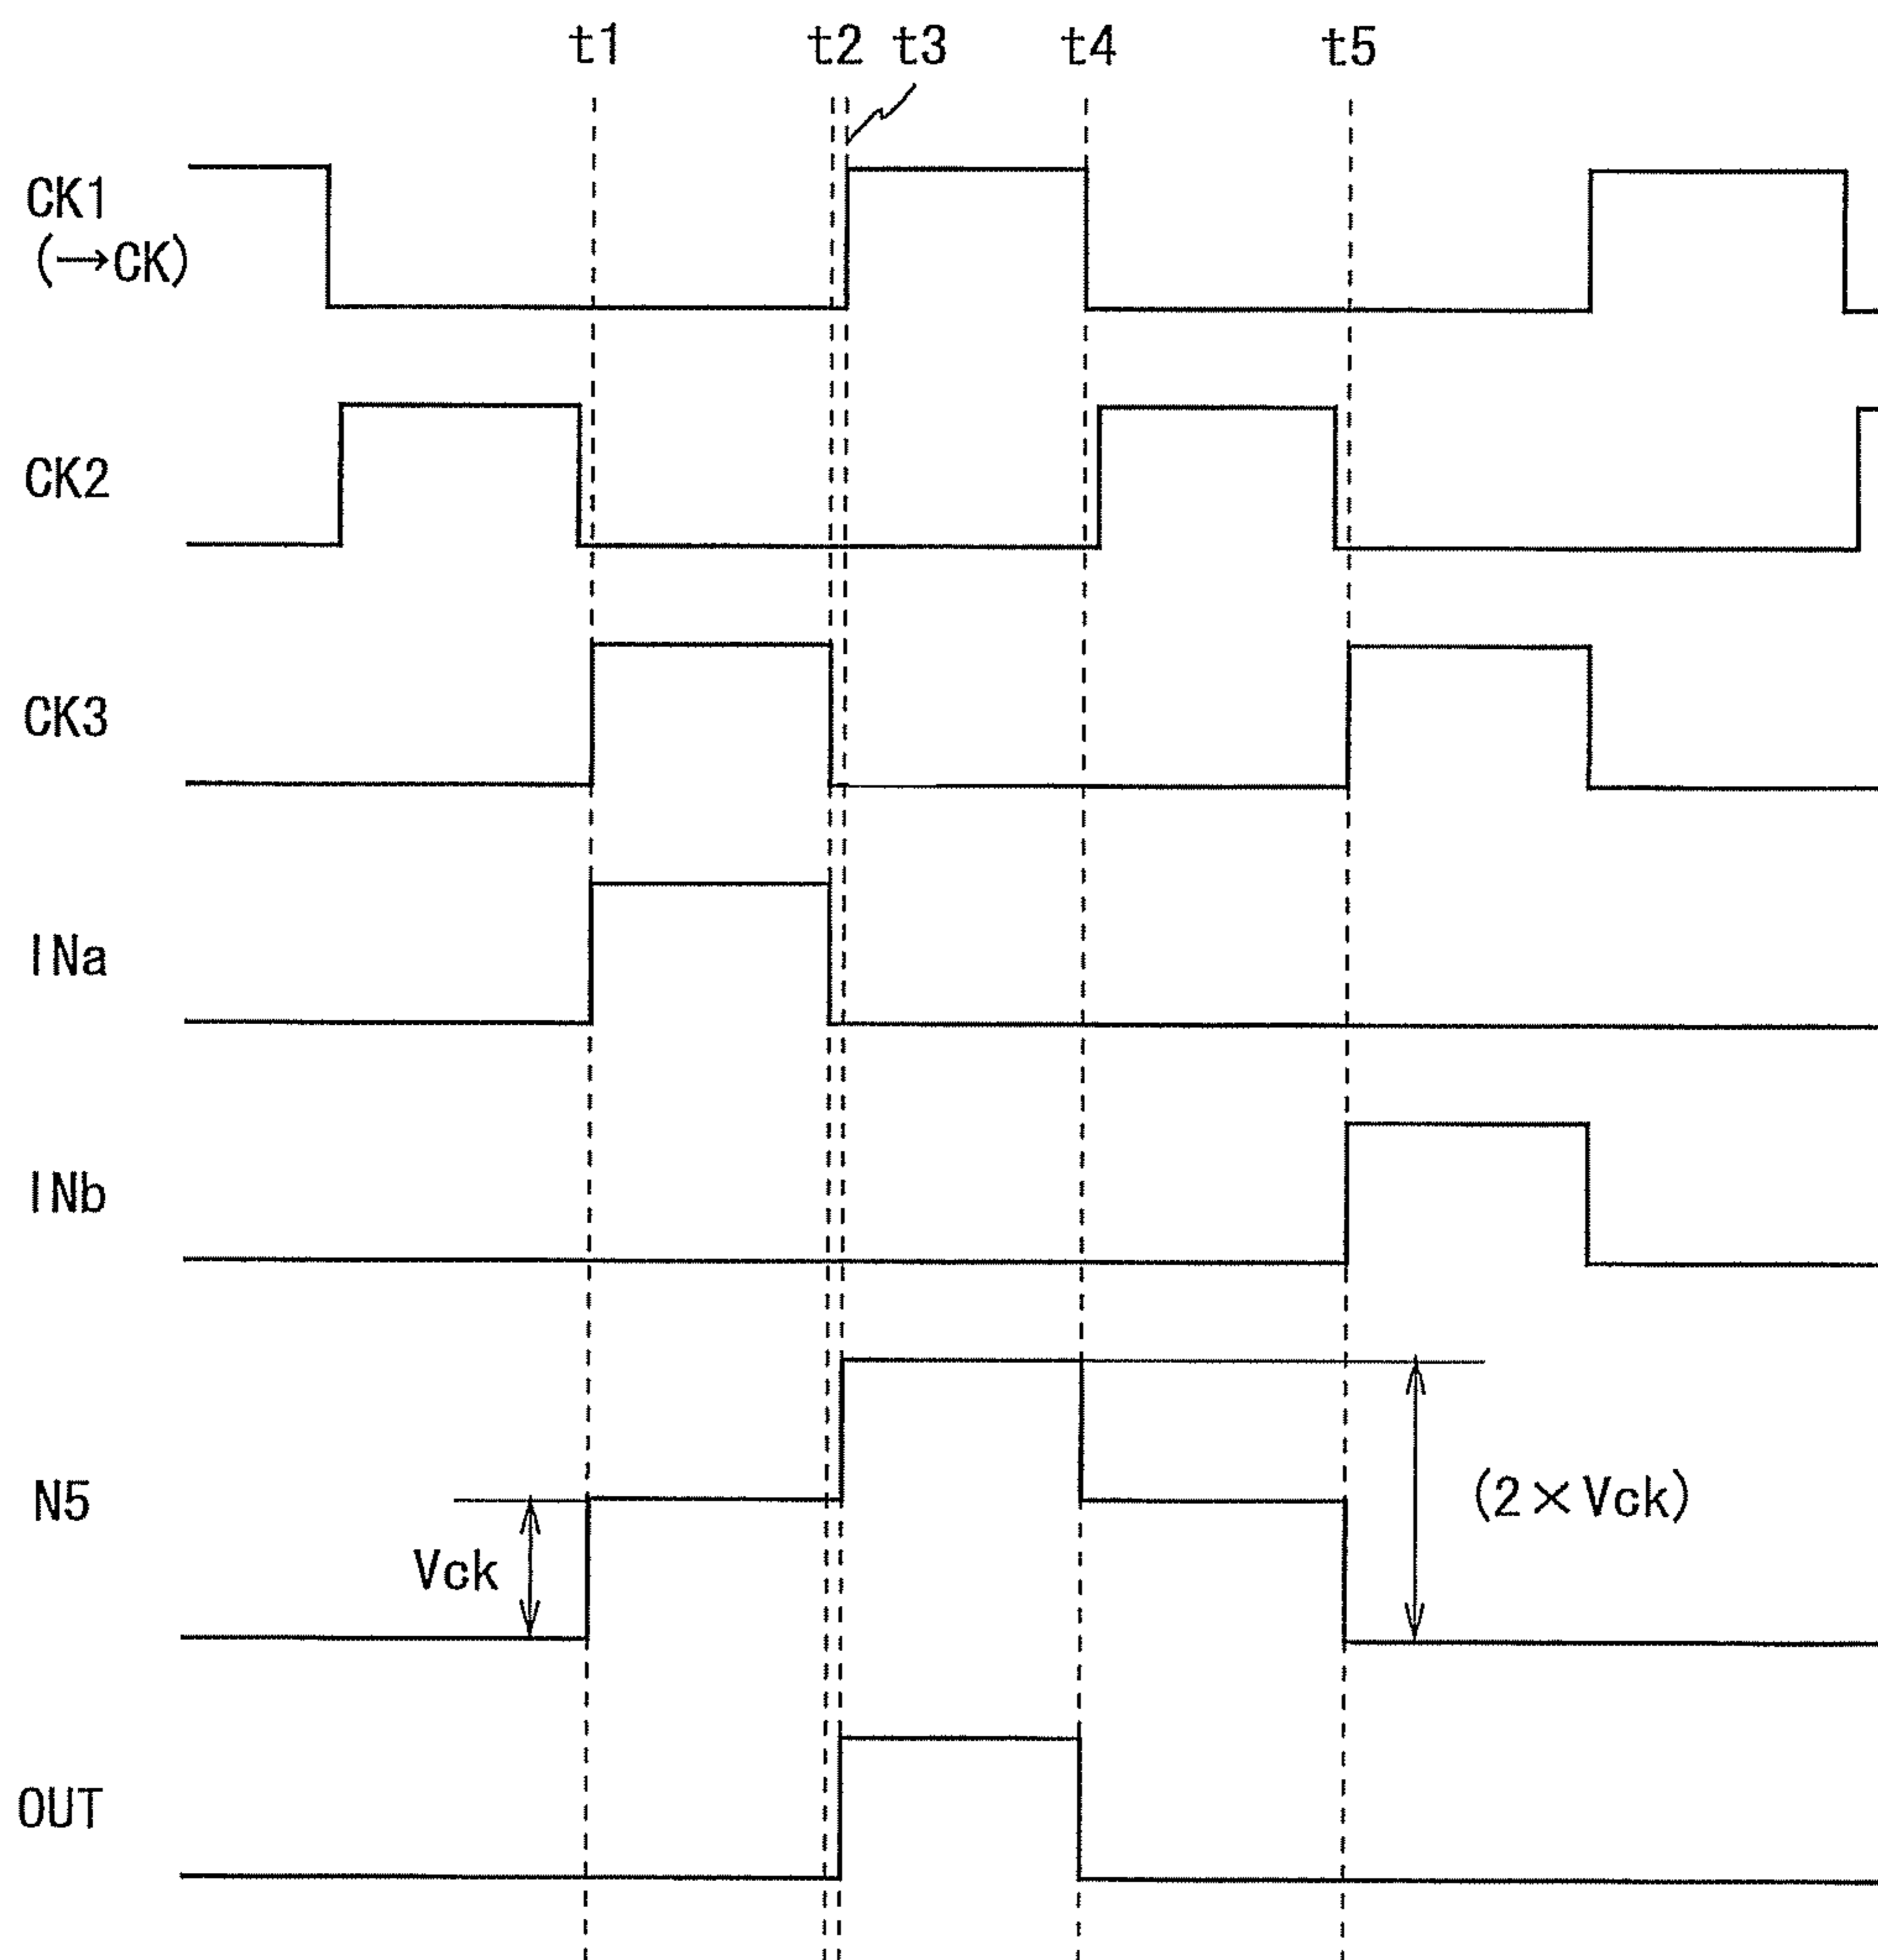 t1 t2 t3 t4 t5
CK1
(→CK)
CK2
CK3
INa
INb
N5
Vck
(2×Vck)
OUT